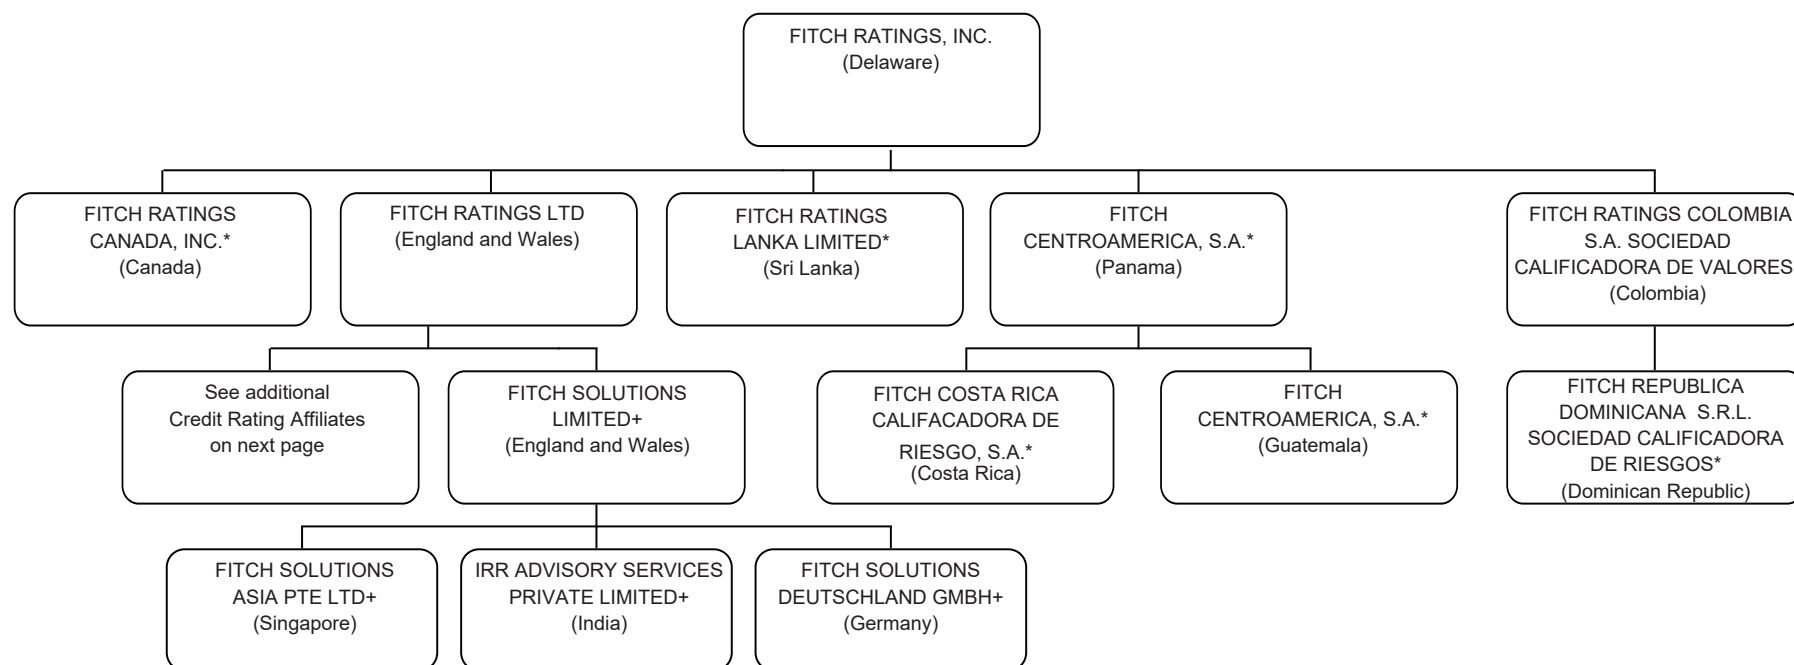 FITCH RATINGS, INC.
(Delaware)
FITCH RATINGS
CANADA, INC.*
(Canada)
FITCH RATINGS LTD
(England and Wales)
FITCH RATINGS
LANKA LIMITED*
(Sri Lanka)
FITCH
CENTROAMERICA, S.A.*
(Panama)
FITCH RATINGS COLOMBIA
S.A. SOCIEDAD
CALIFICADORA DE VALORES
(Colombia)
See additional
Credit Rating Affiliates
on next page
FITCH SOLUTIONS
LIMITED+
(England and Wales)
FITCH COSTA RICA
CALIFACADORA DE
RIESGO, S.A.*
(Costa Rica)
FITCH
CENTROAMERICA, S.A.*
(Guatemala)
FITCH REPUBLICA
DOMINICANA S.R.L.
SOCIEDAD CALIFICADORA
DE RIESGOS*
(Dominican Republic)
FITCH SOLUTIONS
ASIA PTE LTD+
(Singapore)
IRR ADVISORY SERVICES
PRIVATE LIMITED+
(India)
FITCH SOLUTIONS
DEUTSCHLAND GMBH+
(Germany)